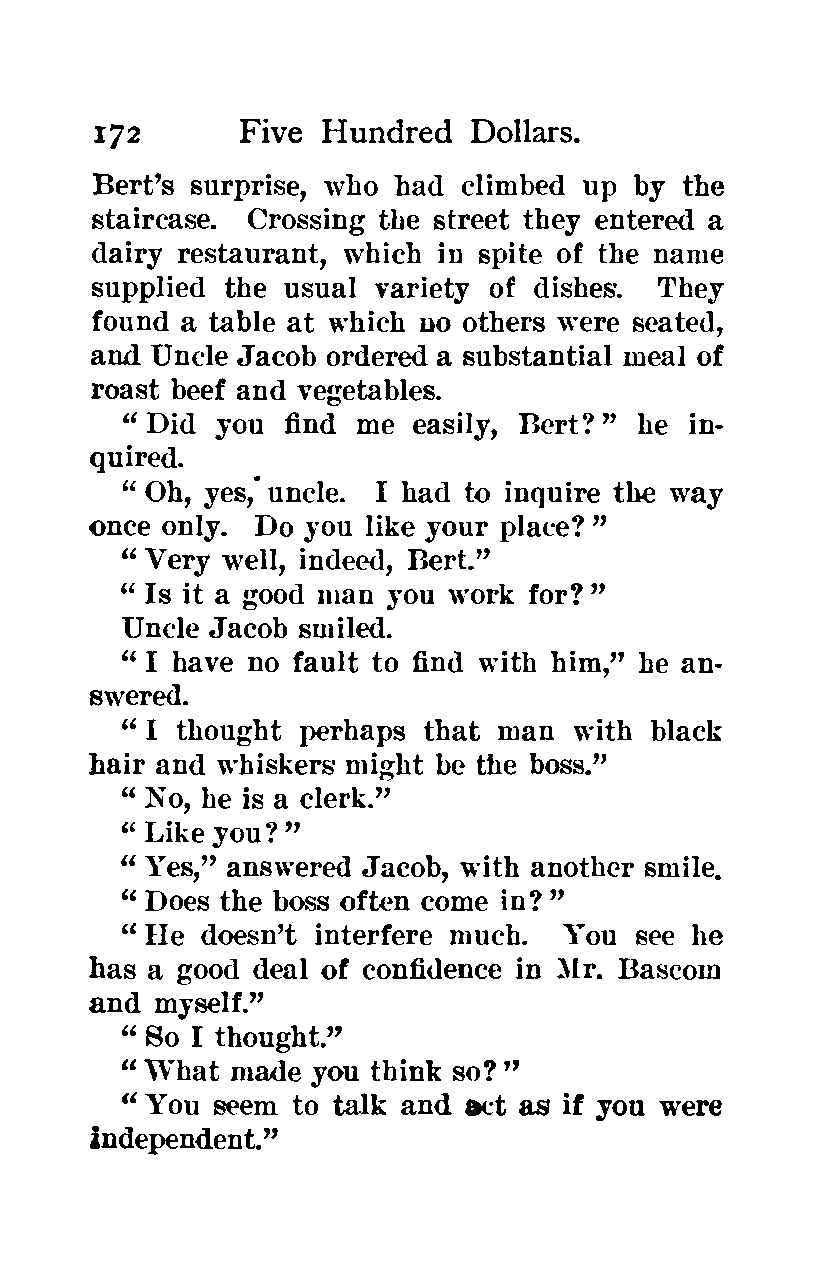 172 Five Hundred Dollars.
Bert's surprise, who had climbed up by the
staircase. Crossing the street they entered a
dairy restaurant, which in spite of the name
supplied the usual variety of dishes. They
found a table at which no others were seated,
and Uncle Jacob ordered a substantial meal of
roast beef and vegetables.
"Did you find me easily, Bert?" he in-
quired.
"Oh, yes, uncle. I had to inquire the way
once only. Do you like your place?"
"Very well, indeed, Bert."
"Is it a good man you work for?"
Uncle Jacob smiled.
"I have no fault to find with him," he an-
swered.
"I thought perhaps that man with black
hair and whiskers might be the boss."
"No, he is a clerk."
"Like you?"
"Yes," answered Jacob, with another smile.
"Does the boss often come in?"
"He doesn't interfere much. You see he
has a good deal of confidence in Mr. Bascom
and myself."
"So I thought."
"What made you think so?"
"You seem to talk and act as if you were
independent."